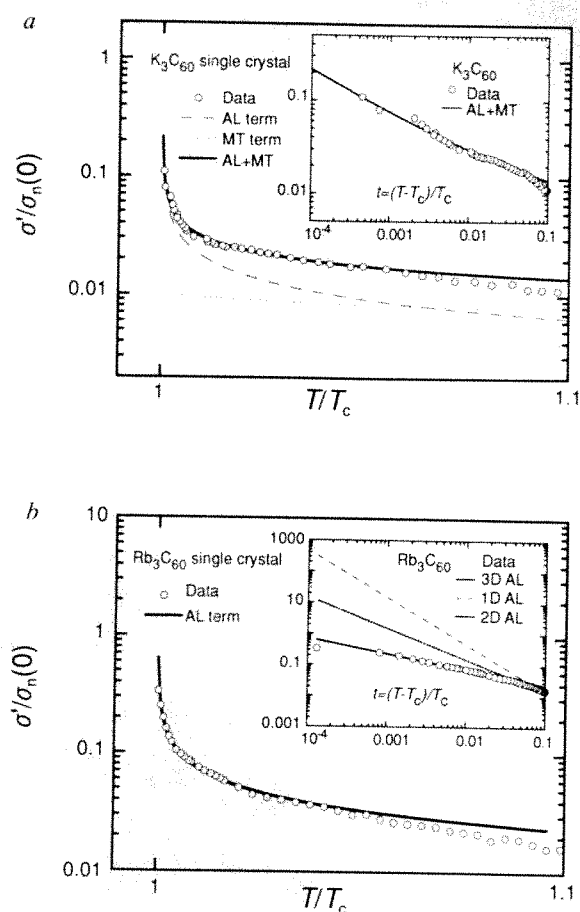 a
1
0.1
0.01
σ'/σn(0)
K3C60 single crystal
Data
AL term
MT term
AL+MT
0.1
0.01
K3C60
Data
AL+MT
t=(T-Tc)/Tc
10-4
0.001
0.01
0.1
1
T/Tc
1.1
b
10
1
0.1
0.01
σ'/σn(0)
Rb3C60 single crystal
Data
AL term
1000
10
0.1
0.001
Rb3C60
Data
3D AL
1D AL
2D AL
t=(T-Tc)/Tc
10-4
0.001
0.01
0.1
1
T/Tc
1.1